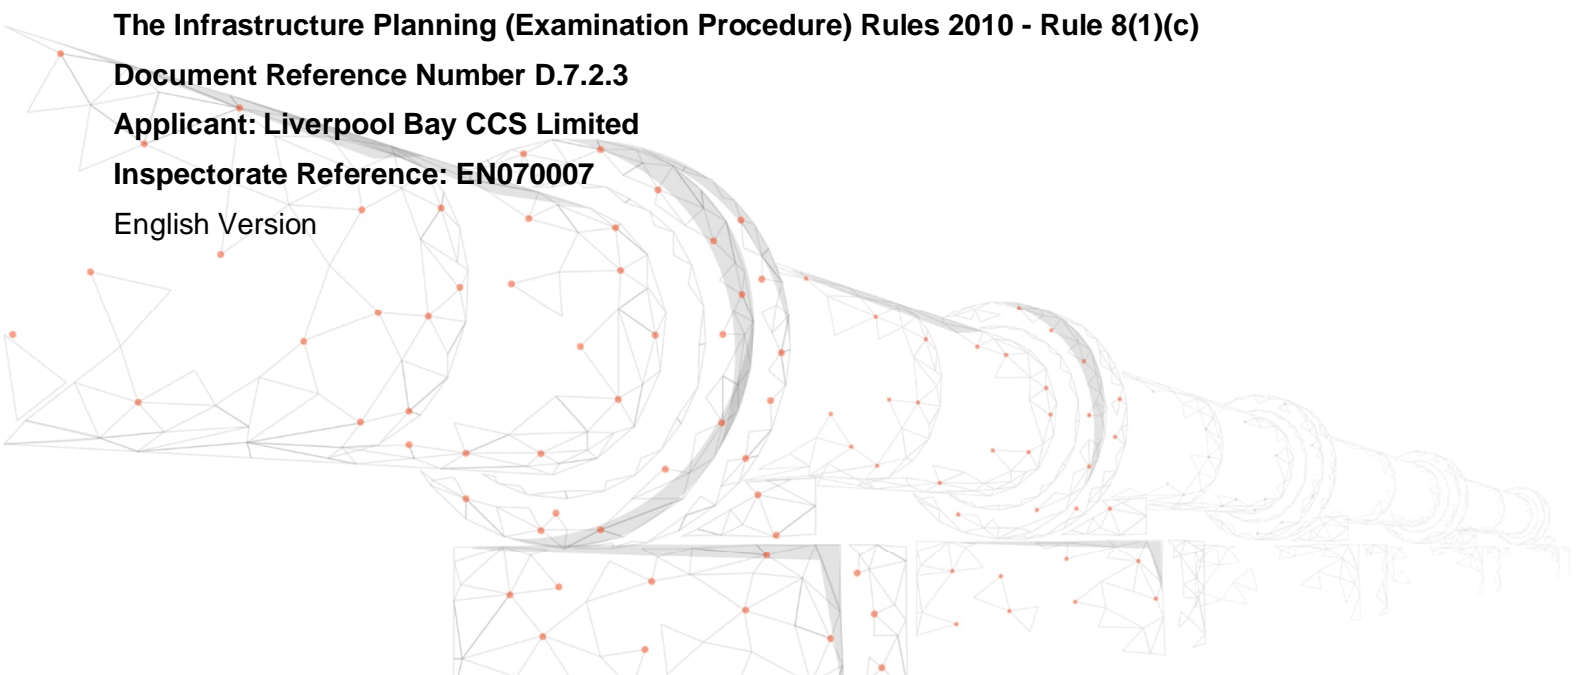 The Infrastructure Planning (Examination Procedure) Rules 2010 - Rule 8(1)(c)
Document Reference Number D.7.2.3
Applicant: Liverpool Bay CCS Limited
Inspectorate Reference: EN070007
English Version